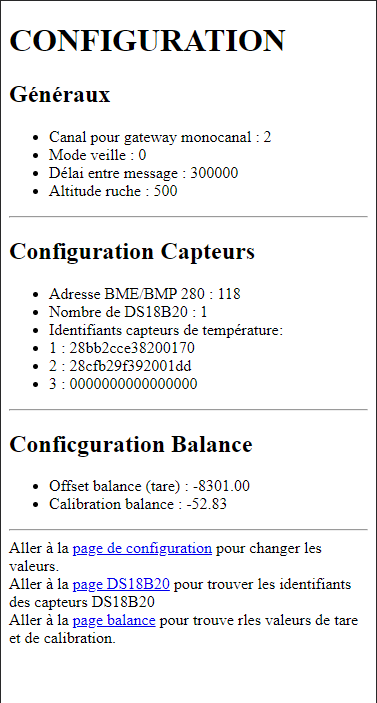 CONFIGURATION
Généraux
Canal pour gateway monocanal : 2
Mode veille : 0
Délai entre message : 300000
Altitude ruche : 500
Configuration Capteurs
Adresse BME/BMP 280 : 118
Nombre de DS18B20 : 1
Identifiants capteurs de température:
1 : 28bb2cce38200170
2 : 28cfb29f392001dd
3 : 0000000000000000
Conficguration Balance
Offset balance (tare) : -8301.00
Calibration balance : -52.83
Aller à la page de configuration pour changer les
valeurs.
Aller à la page DS18B20 pour trouver les identifiants
des capteurs DS18B20
Aller à la page balance pour trouve rles valeurs de tare
et de calibration.